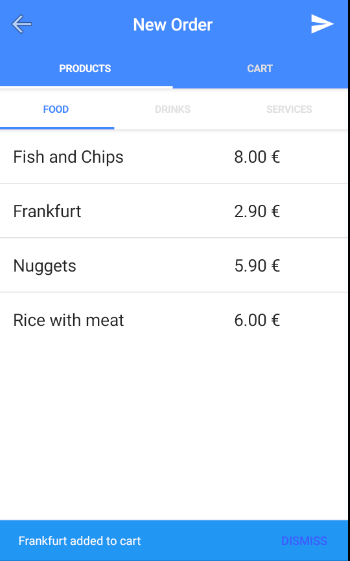 New Order
PRODUCTS CART
FOOD DRINKS SERVICES
Fish and Chips 8.00 €
Frankfurt 2.90 €
Nuggets 5.90 €
Rice with meat 6.00 €
Frankfurt added to cart DISMISS